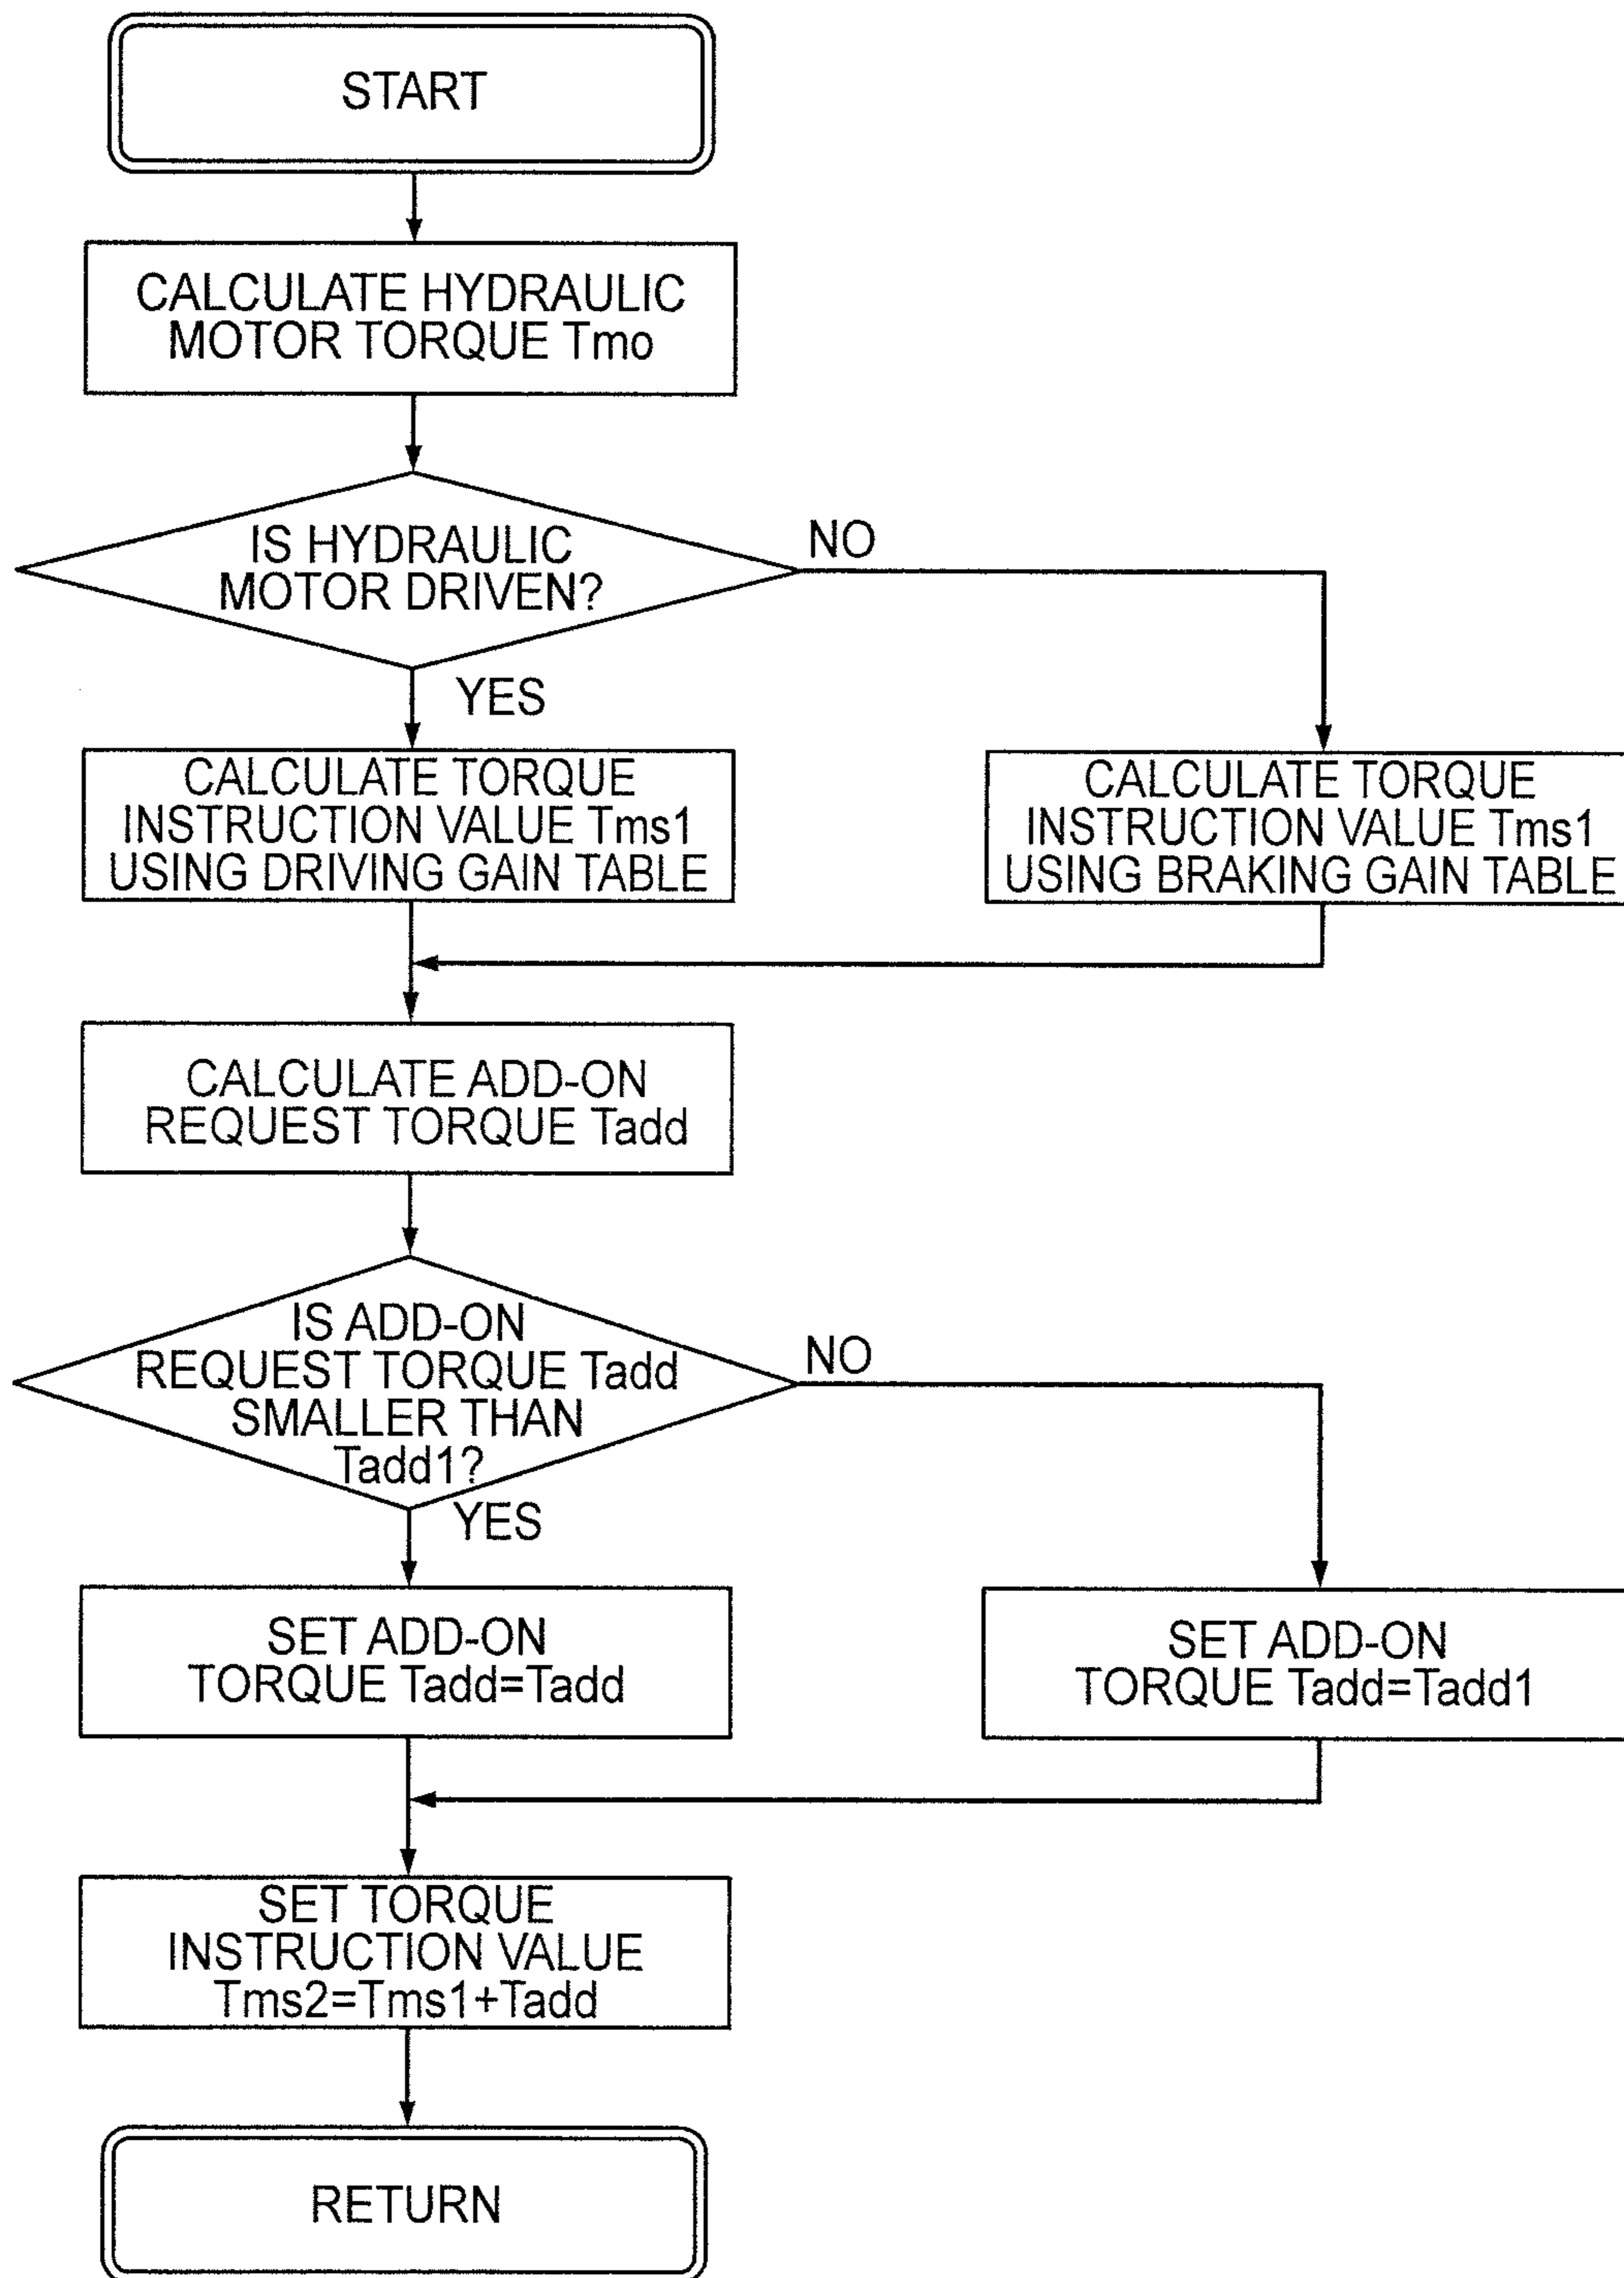 START
CALCULATE HYDRAULIC
MOTOR TORQUE Tmo
IS HYDRAULIC
MOTOR DRIVEN?
NO
YES
CALCULATE TORQUE
INSTRUCTION VALUE Tms1
USING DRIVING GAIN TABLE
CALCULATE TORQUE
INSTRUCTION VALUE Tms1
USING BRAKING GAIN TABLE
CALCULATE ADD-ON
REQUEST TORQUE Tadd
IS ADD-ON
REQUEST TORQUE Tadd
SMALLER THAN
Tadd1?
NO
YES
SET ADD-ON
TORQUE Tadd=Tadd
SET ADD-ON
TORQUE Tadd=Tadd1
SET TORQUE
INSTRUCTION VALUE
Tms2=Tms1+Tadd
RETURN